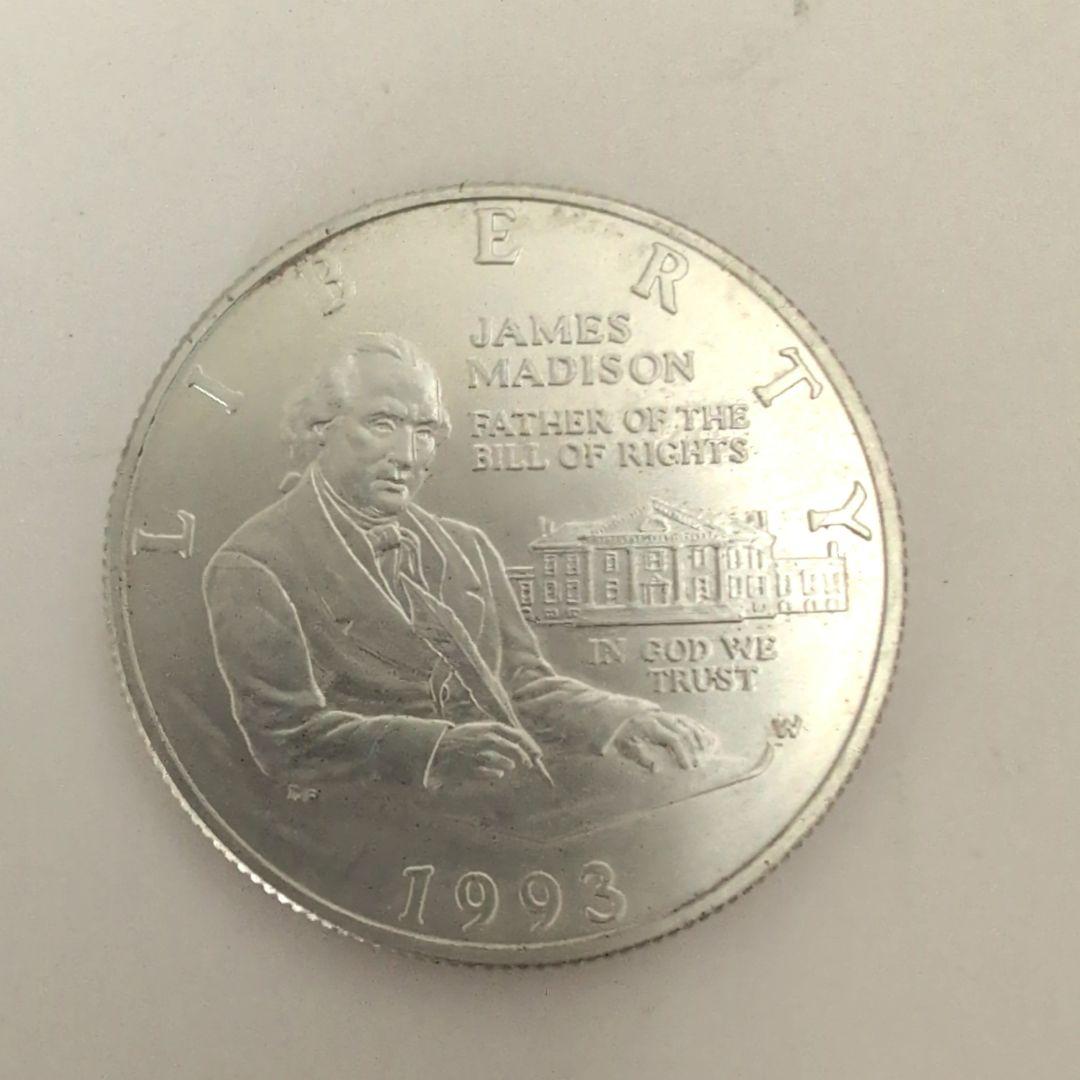 LIBERTY
JAMES
MADISON
FATHER OF THE
BILL OF RIGHTS
IN GOD WE
TRUST
W
1993